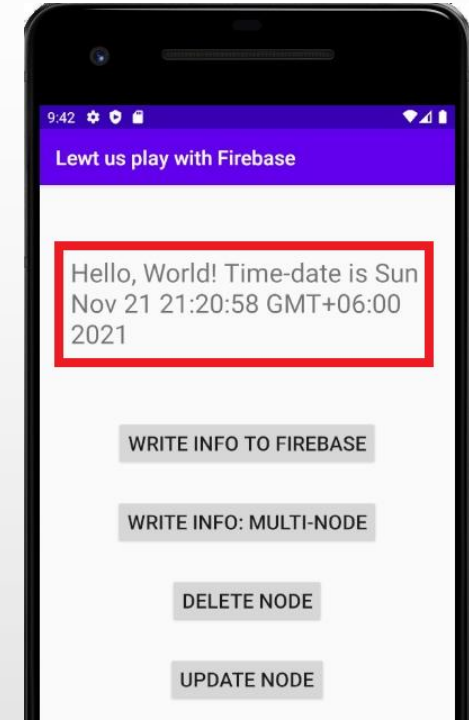 9:42
Lewt us play with Firebase
Hello, World! Time-date is Sun
Nov 21 21:20:58 GMT+06:00
2021
WRITE INFO TO FIREBASE
WRITE INFO: MULTI-NODE
DELETE NODE
UPDATE NODE